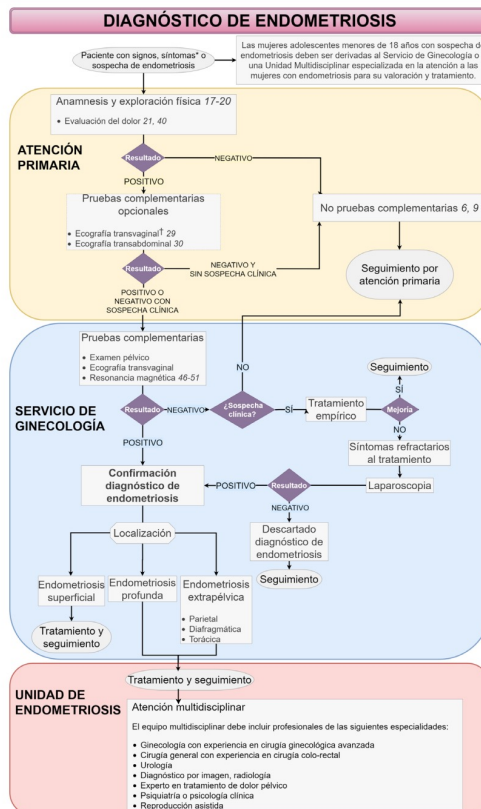 DIAGNÓSTICO DE ENDOMETRIOSIS
Paciente con signos, síntomas* o
sospecha de endometriosis
Las mujeres adolescentes menores de 18 años con sospecha de
endometriosis deben ser derivadas al Servicio de Ginecología o
una Unidad Multidisciplinar especializada en la atención a las
mujeres con endometriosis para su valoración y tratamiento.
ATENCIÓN
PRIMARIA
Anamnesis y exploración física 17-20
• Evaluación del dolor 21, 40
Resultado
NEGATIVO
POSITIVO
Pruebas complementarias
opcionales
• Ecografía transvaginal† 29
• Ecografía transabdominal 30
No pruebas complementarias 6, 9
Resultado
NEGATIVO Y
SIN SOSPECHA CLÍNICA
POSITIVO O
NEGATIVO CON
SOSPECHA CLÍNICA
Seguimiento por
atención primaria
SERVICIO DE
GINECOLOGÍA
Pruebas complementarias
• Examen pélvico
• Ecografía transvaginal
• Resonancia magnética 46-51
NO
Resultado
NEGATIVO
¿Sospecha
clínica?
SÍ
Tratamiento
empírico
Mejoría
SÍ
Seguimiento
NO
Síntomas refractarios
al tratamiento
Laparoscopia
POSITIVO
Confirmación
diagnóstico de
endometriosis
POSITIVO
Resultado
NEGATIVO
Descartado
diagnóstico de
endometriosis
Seguimiento
Localización
Endometriosis
superficial
Endometriosis
profunda
Endometriosis
extrapélvica
• Parietal
• Diafragmática
• Torácica
Tratamiento y
seguimiento
UNIDAD DE
ENDOMETRIOSIS
Tratamiento y seguimiento
Atención multidisciplinar
El equipo multidisciplinar debe incluir profesionales de las siguientes especialidades:
• Ginecología con experiencia en cirugía ginecológica avanzada
• Cirugía general con experiencia en cirugía colo-rectal
• Urología
• Diagnóstico por imagen, radiología
• Experto en tratamiento de dolor pélvico
• Psiquiatría o psicología clínica
• Reproducción asistida